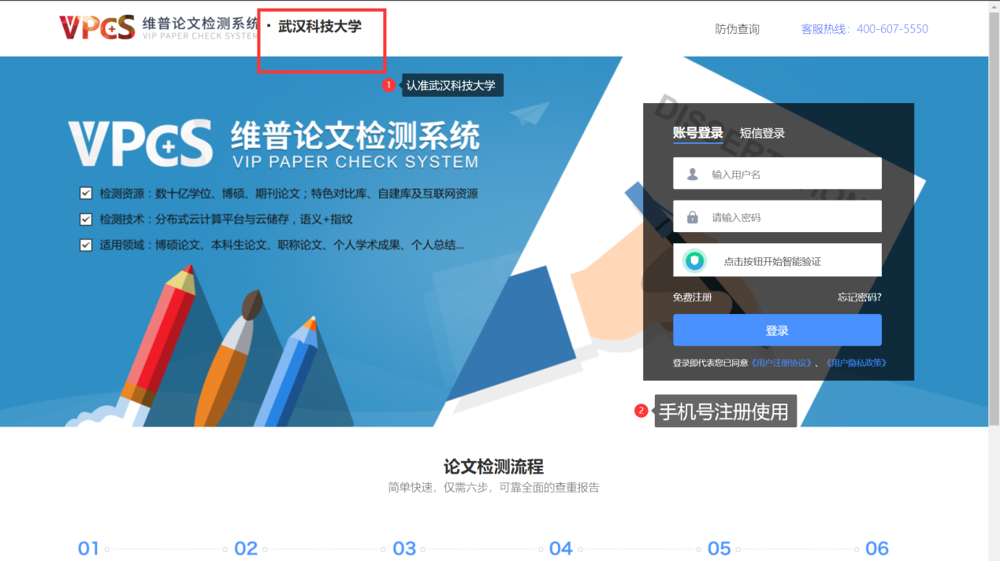 VPCS 维普论文检测系统 · 武汉科技大学
VIP PAPER CHECK SYSTEM
防伪查询
客服热线：400-607-5550
1 认准武汉科技大学
VPCS 维普论文检测系统
VIP PAPER CHECK SYSTEM
检测资源：数十亿学位、博硕、期刊论文；特色对比库、自建库及互联网资源
检测技术：分布式云计算平台与云储存，语义+指纹
适用领域：博硕论文、本科生论文、职称论文、个人学术成果、个人总结...
账号登录 短信登录
输入用户名
请输入密码
点击按钮开始智能验证
免费注册 忘记密码?
登录
登录即代表您已同意《用户注册协议》、《用户隐私政策》
2 手机号注册使用
论文检测流程
简单快速，仅需六步，可靠全面的查重报告
01 02 03 04 05 06